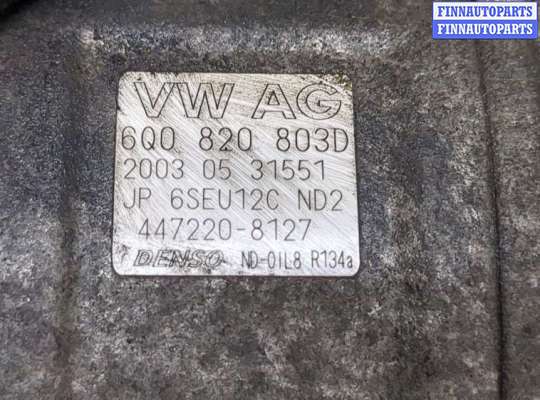 FINNAUTOPARTS
FINNAUTOPARTS
VW AG
6Q0 820 803D
2003 05 31551
JP 6SEU12C ND2
447220-8127
DENSO ND-OIL8 R134a